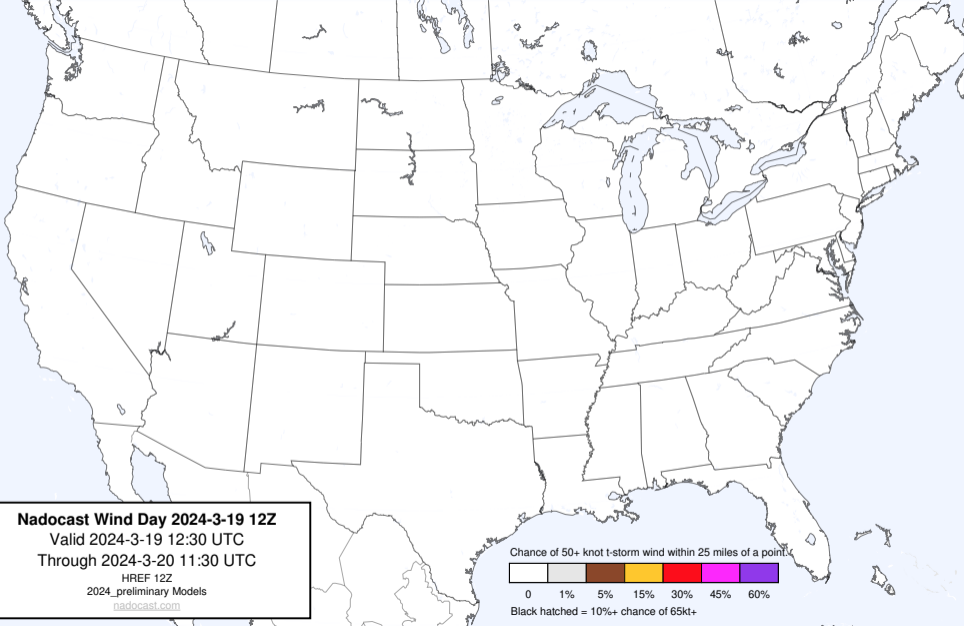 Nadocast Wind Day 2024-3-19 12Z
Valid 2024-3-19 12:30 UTC
Through 2024-3-20 11:30 UTC
HREF 12Z
2024_preliminary Models
nadocast.com
Chance of 50+ knot t-storm wind within 25 miles of a point.
0 1% 5% 15% 30% 45% 60%
Black hatched = 10%+ chance of 65kt+